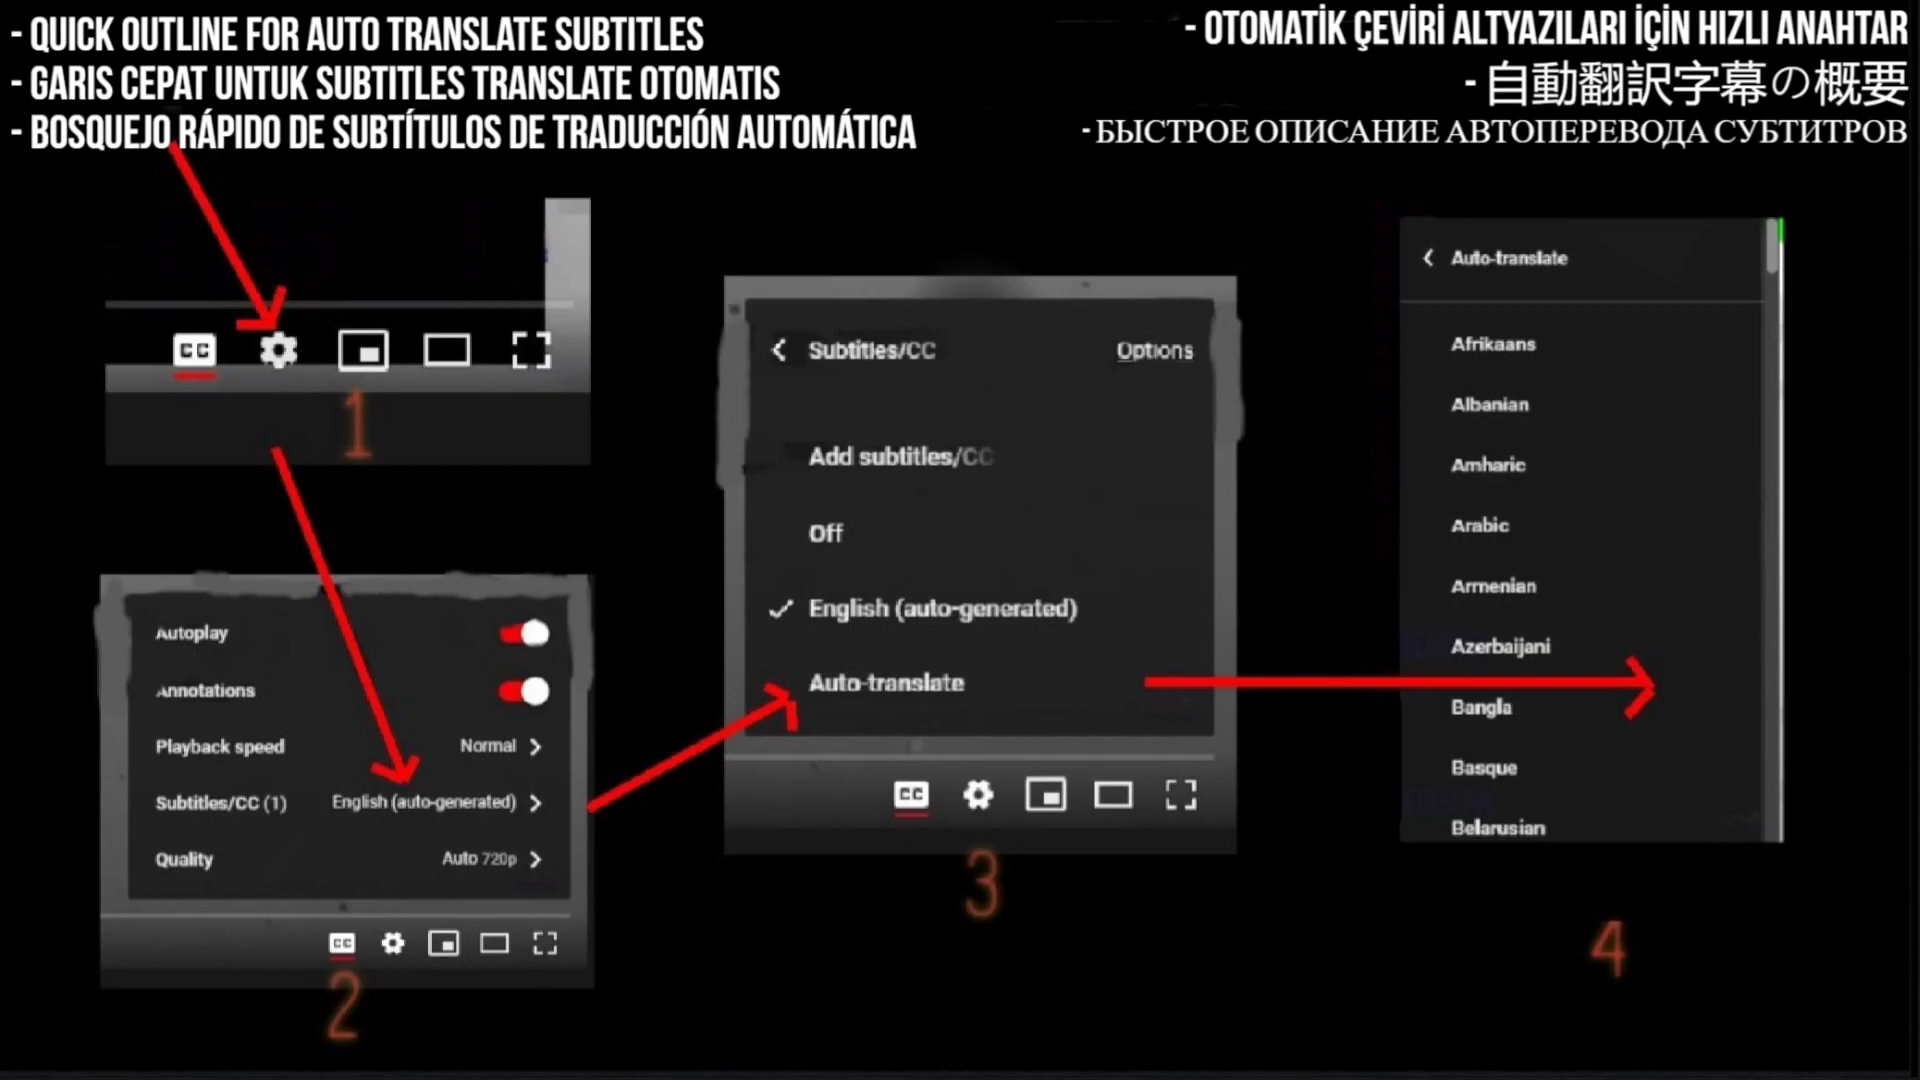 - QUICK OUTLINE FOR AUTO TRANSLATE SUBTITLES
- GARIS CEPAT UNTUK SUBTITLES TRANSLATE OTOMATIS
- BOSQUEJO RÁPIDO DE SUBTÍTULOS DE TRADUCCIÓN AUTOMÁTICA
- OTOMATİK ÇEVİRİ ALTYAZILARI İÇİN HIZLI ANAHTAR
- 自動翻訳字幕の概要
- БЫСТРОЕ ОПИСАНИЕ АВТОПЕРЕВОДА СУБТИТРОВ
CC
1
Autoplay
Annotations
Playback speed Normal
Subtitles/CC (1) English (auto-generated)
Quality Auto 720p
CC
2
Subtitles/CC Options
Add subtitles/CC
Off
English (auto-generated)
Auto-translate
CC
3
Auto-translate
Afrikaans
Albanian
Amharic
Arabic
Armenian
Azerbaijani
Bangla
Basque
Belarusian
4